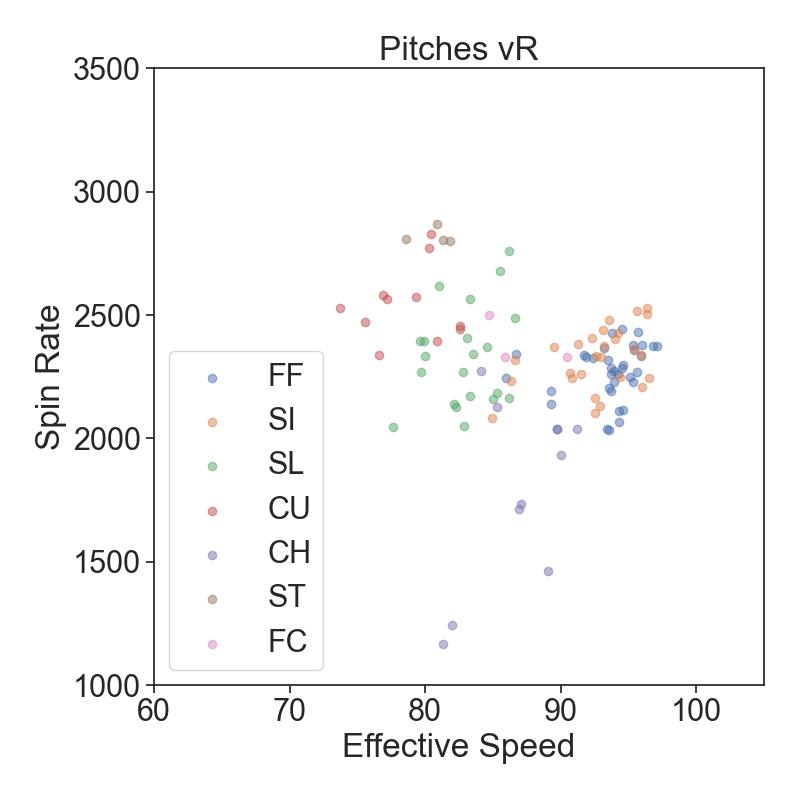 Pitches vR
3500
3000
2500
2000
1500
1000
Spin Rate
FF
SI
SL
CU
CH
ST
FC
60 70 80 90 100
Effective Speed